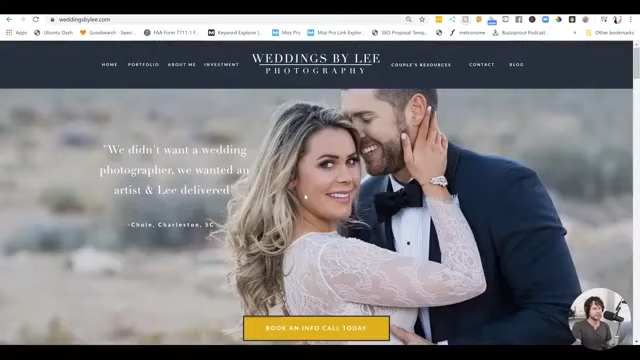 weddingsbylee.com
Apps Ubuntu Dash Goodsearch - Searc... FAA Form 7711-1 F... Keyword Explorer |... Moz Pro Moz Pro Link Explor... SEO Proposal Temp... metronome Buzzsprout Podcast... » Other bookmarks
HOME PORTFOLIO ABOUT ME INVESTMENT WEDDINGS BY LEE COUPLE'S RESOURCES CONTACT BLOG
PHOTOGRAPHY
"We didn't want a wedding
photographer, we wanted an
artist & Lee delivered"
-Chole, Charleston, SC
BOOK AN INFO CALL TODAY